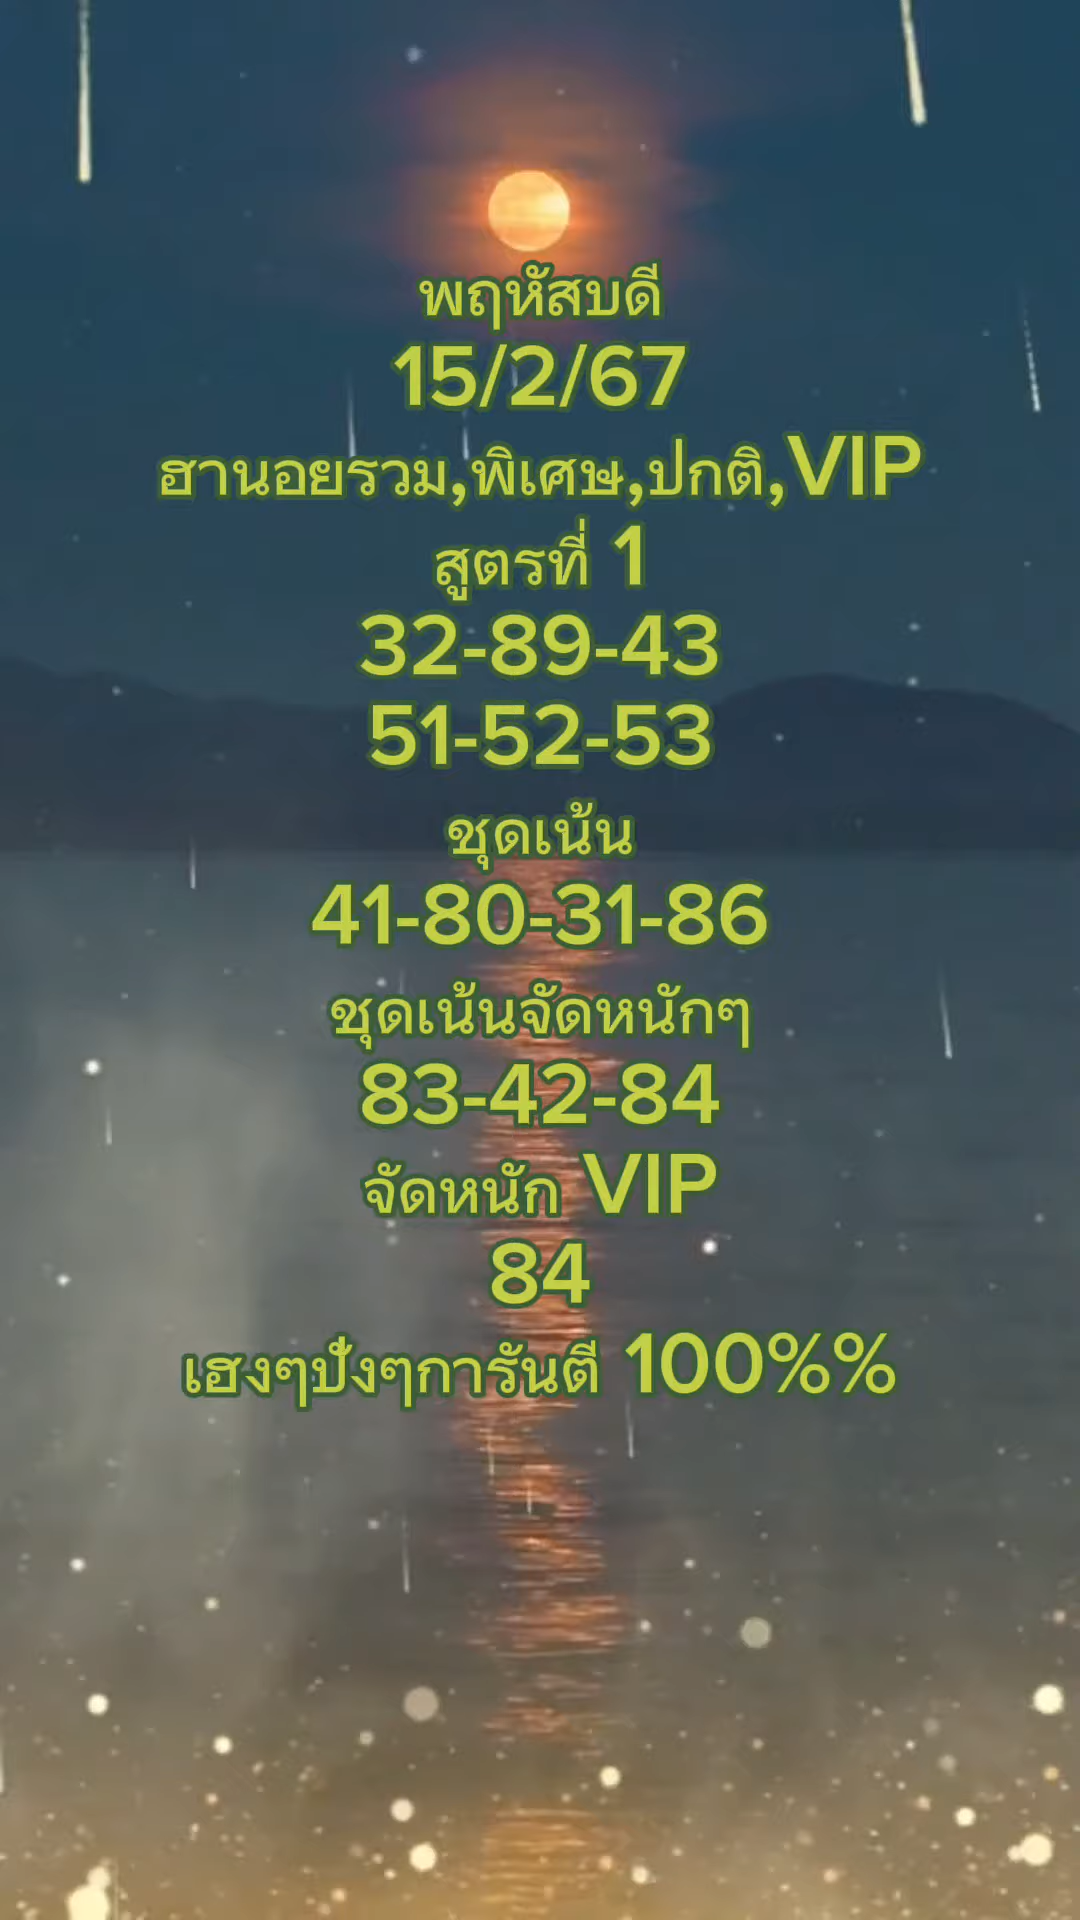 พฤหัสบดี
15/2/67
ฮานอยรวม,พิเศษ,ปกติ,VIP
สูตรที่ 1
32-89-43
51-52-53
ชุดเน้น
41-80-31-86
ชุดเน้นจัดหนักๆ
83-42-84
จัดหนัก VIP
84
เฮงๆปังๆการันตี 100%%